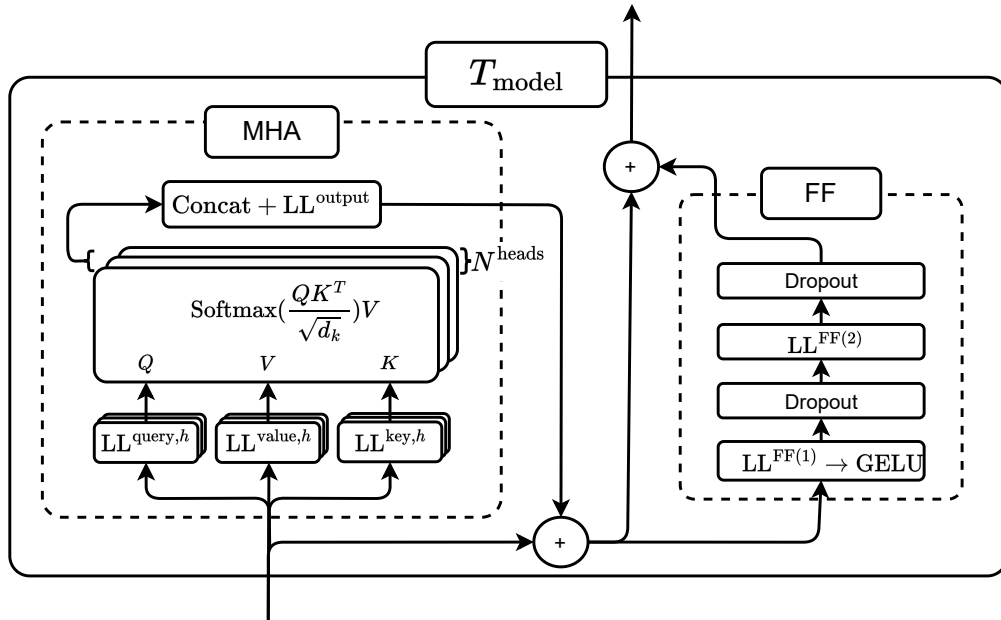 T_model
MHA
Concat + LL^output
N^heads
Softmax(QK^T/√d_k)V
Q V K
LL^query,h LL^value,h LL^key,h
+
+
FF
Dropout
LL^FF(2)
Dropout
LL^FF(1) → GELU